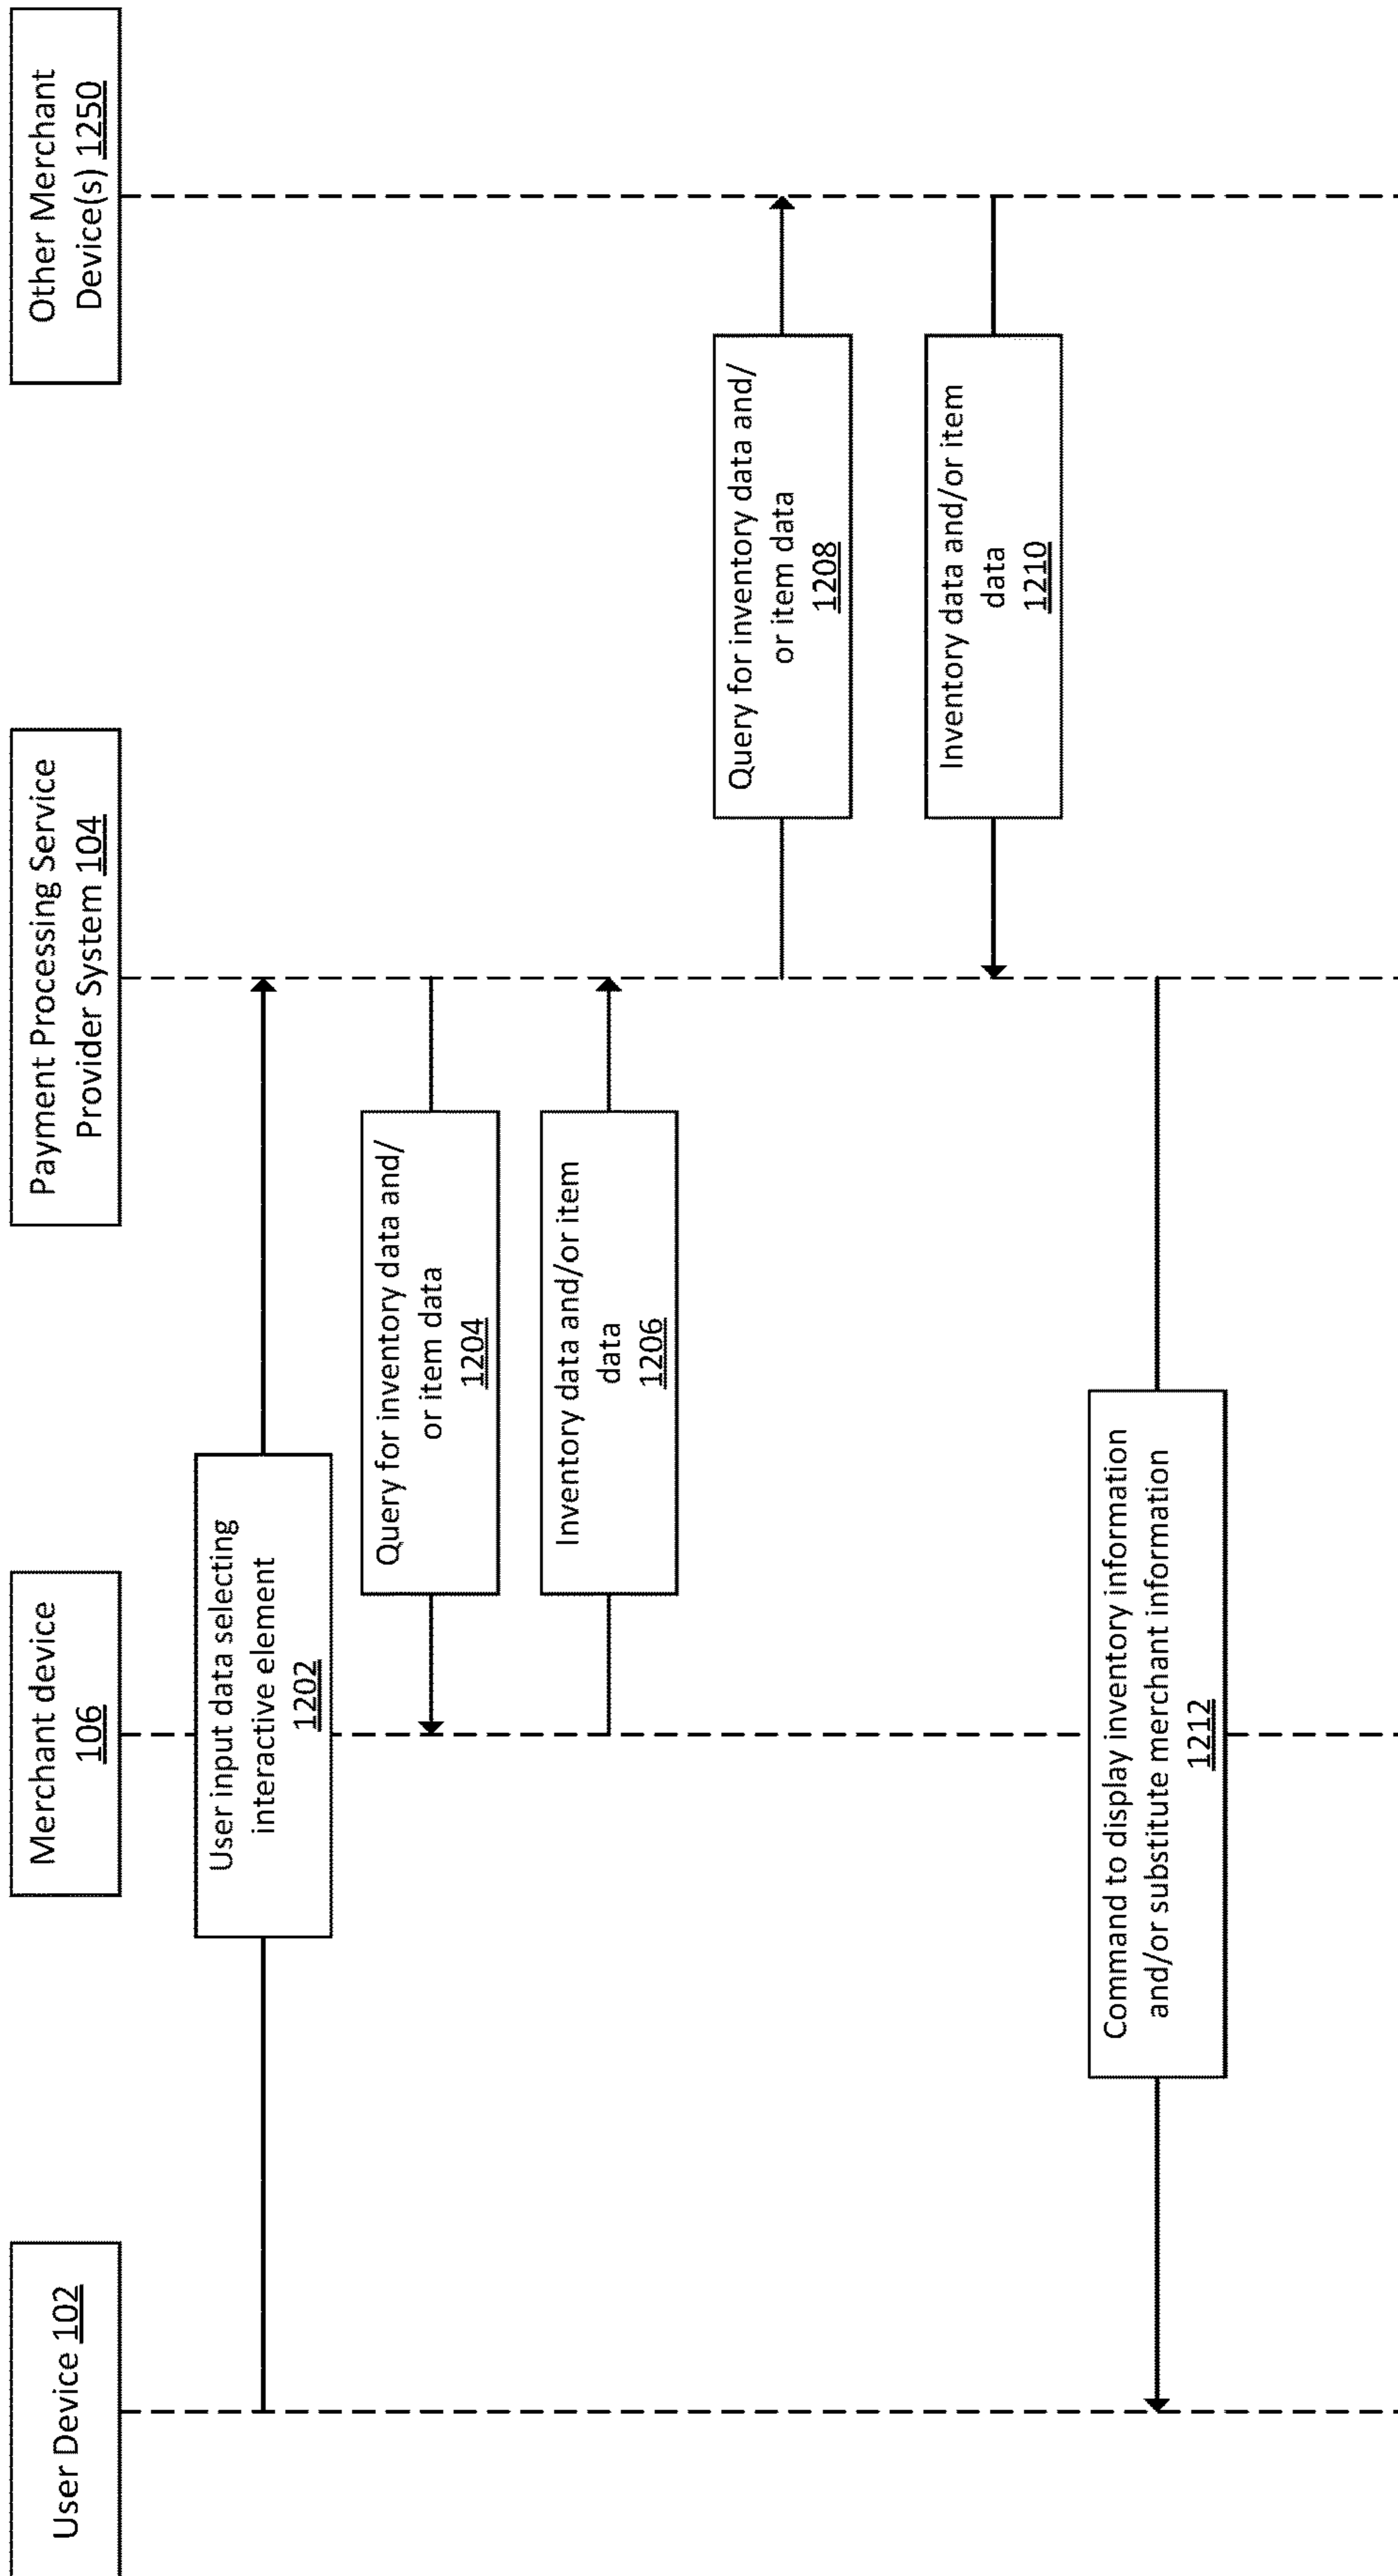 User Device 102
Merchant device
106
Payment Processing Service
Provider System 104
Other Merchant
Device(s) 1250
User input data selecting
interactive element
1202
Query for inventory data and/
or item data
1204
Inventory data and/or item
data
1206
Query for inventory data and/
or item data
1208
Inventory data and/or item
data
1210
Command to display inventory information
and/or substitute merchant information
1212